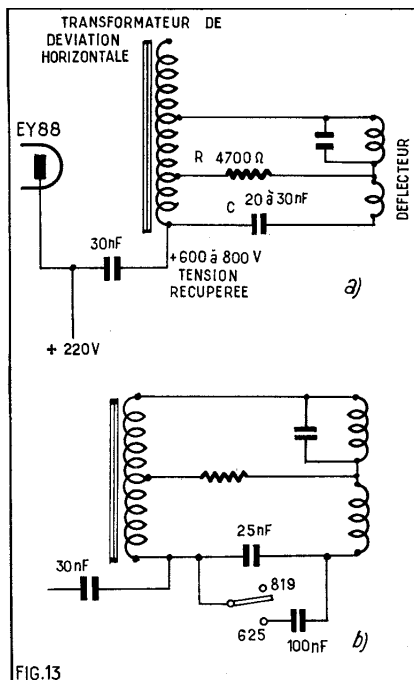 TRANSFORMATEUR DE
DEVIATION
HORIZONTALE
EY88
R 4700 Ω
C 20 à 30nF
DEFLECTEUR
30nF
+600 à 800 V
TENSION
RECUPEREE
a)
+ 220V
25nF
30nF
819
625
100nF
b)
FIG.13